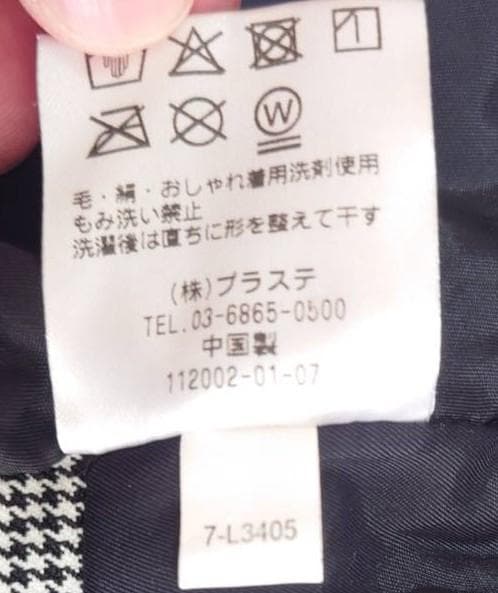 W
毛・絹・おしゃれ着用洗剤使用
もみ洗い禁止
洗濯後は直ちに形を整えて干す
(株)プラステ
TEL.03-6865-0500
中国製
112002-01-07
7-L3405